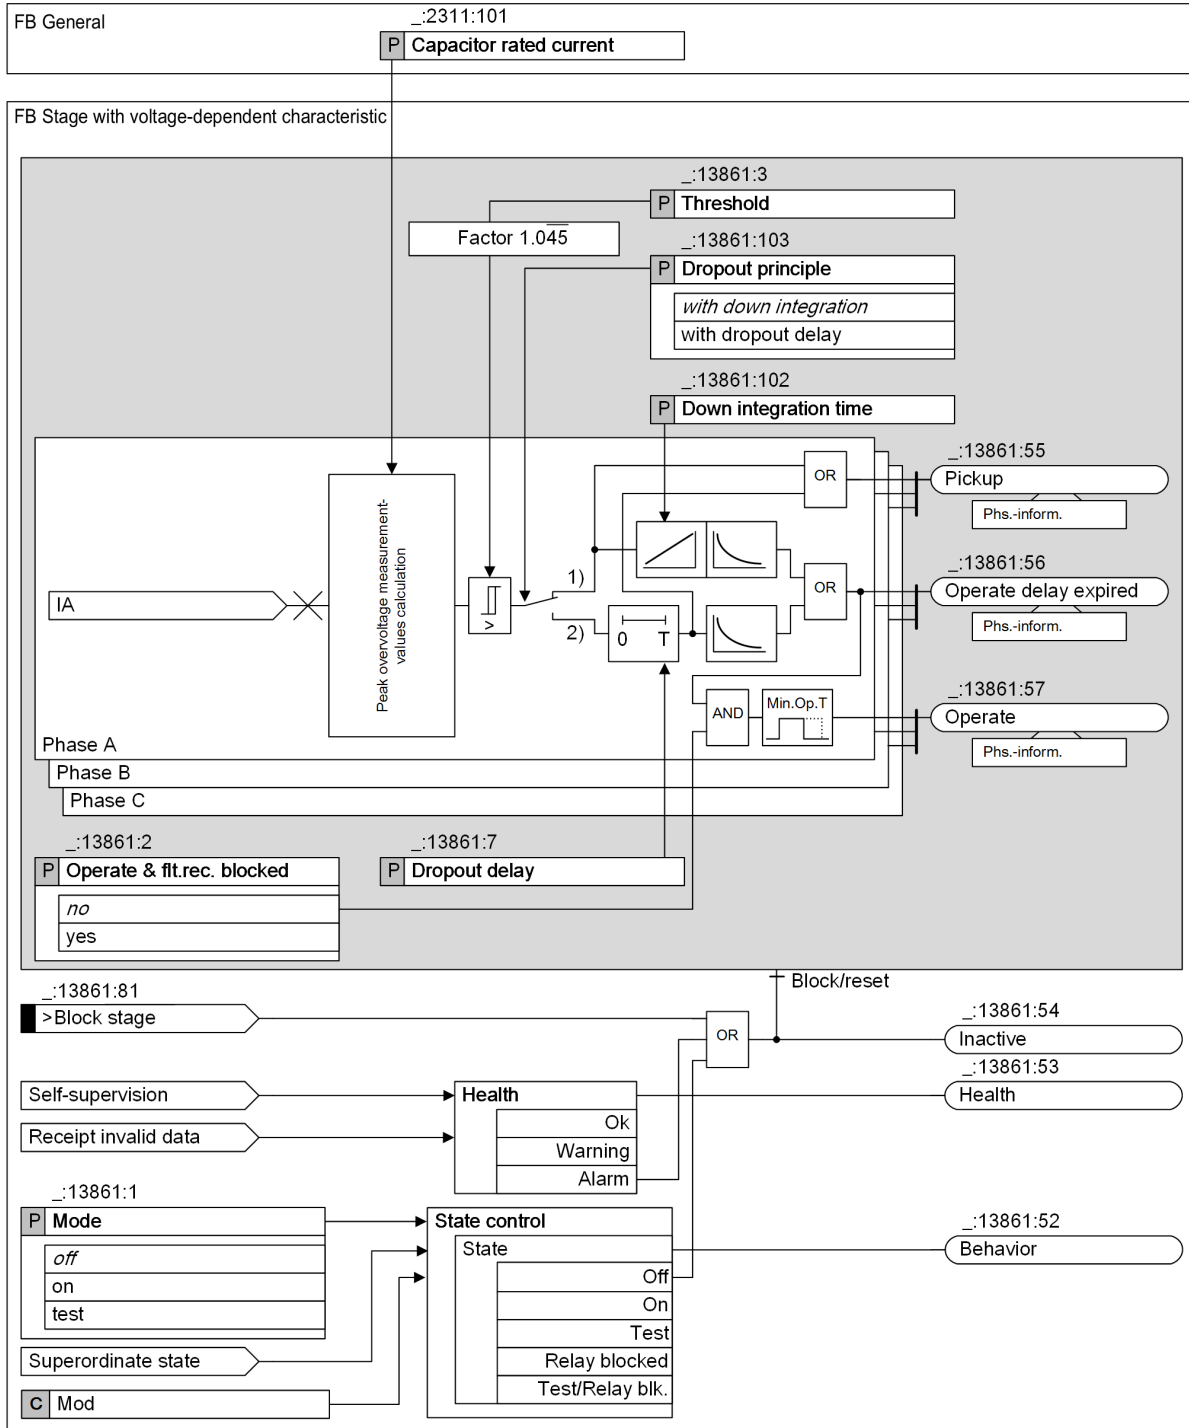 FB General
_:2311:101
P Capacitor rated current
FB Stage with voltage-dependent characteristic
_:13861:3
P Threshold
Factor 1.04̅5̅
_:13861:103
P Dropout principle
with down integration
with dropout delay
_:13861:102
P Down integration time
_:13861:55
OR
Pickup
Phs.-inform.
Peak overvoltage measurement-
values calculation
_:13861:56
1)
OR
Operate delay expired
IA
>
Phs.-inform.
2)
0 T
_:13861:57
Min.Op.T
AND
Operate
Phs.-inform.
Phase A
Phase B
Phase C
_:13861:2
P Operate & flt.rec. blocked
no
yes
_:13861:7
P Dropout delay
Block/reset
_:13861:81
>Block stage
OR
_:13861:54
Inactive
_:13861:53
Self-supervision
Health
Health
Ok
Receipt invalid data
Warning
Alarm
_:13861:1
P Mode
off
on
test
State control
State
Off
On
Test
Relay blocked
Test/Relay blk.
_:13861:52
Behavior
Superordinate state
C Mod